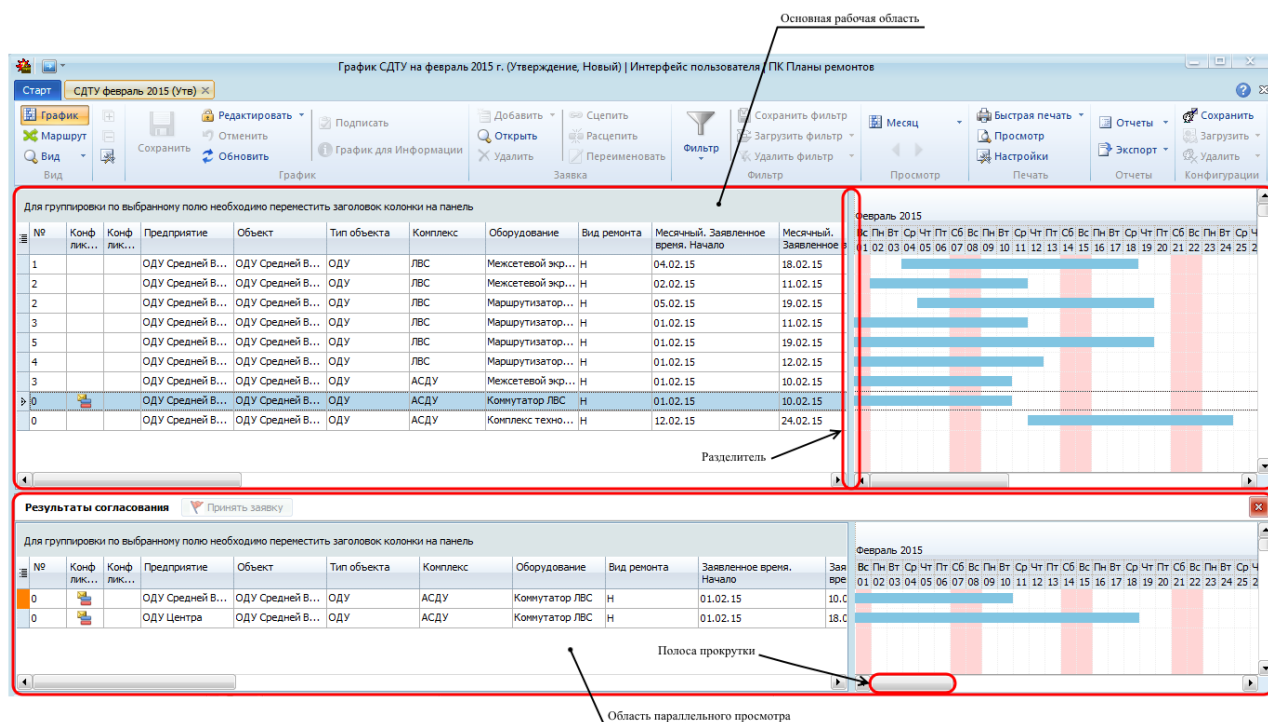 Основная рабочая область
График СДТУ на февраль 2015 г. (Утверждение, Новый) | Интерфейс пользователя | ПК Планы ремонтов
Старт СДТУ февраль 2015 (Утв)
График Редактировать Подписать Добавить Сцепить Сохранить фильтр Месяц Быстрая печать Отчеты Сохранить
Маршрут Сохранить Отменить График для Информации Открыть Расцепить Фильтр Загрузить фильтр Просмотр Экспорт Загрузить
Вид Обновить Удалить Переименовать Удалить фильтр Настройки Удалить
Вид График Заявка Фильтр Просмотр Печать Отчеты Конфигурации
Для группировки по выбранному полю необходимо переместить заголовок колонки на панель
Февраль 2015
№ Конф лик... Конф лик... Предприятие Объект Тип объекта Комплекс Оборудование Вид ремонта Месячный. Заявленное время. Начало Месячный. Заявленное в
Вс Пн Вт Ср Чт Пт Сб Вс Пн Вт Ср Чт Пт Сб Вс Пн Вт Ср Чт Пт Сб Вс Пн Вт Ср Ч
01 02 03 04 05 06 07 08 09 10 11 12 13 14 15 16 17 18 19 20 21 22 23 24 25 2
1 ОДУ Средней В... ОДУ Средней В... ОДУ ЛВС Межсетевой экр... Н 04.02.15 18.02.15
2 ОДУ Средней В... ОДУ Средней В... ОДУ ЛВС Межсетевой экр... Н 02.02.15 11.02.15
2 ОДУ Средней В... ОДУ Средней В... ОДУ ЛВС Маршрутизатор... Н 05.02.15 19.02.15
3 ОДУ Средней В... ОДУ Средней В... ОДУ ЛВС Маршрутизатор... Н 01.02.15 11.02.15
5 ОДУ Средней В... ОДУ Средней В... ОДУ ЛВС Маршрутизатор... Н 01.02.15 19.02.15
4 ОДУ Средней В... ОДУ Средней В... ОДУ ЛВС Маршрутизатор... Н 01.02.15 12.02.15
3 ОДУ Средней В... ОДУ Средней В... ОДУ АСДУ Межсетевой экр... Н 01.02.15 10.02.15
0 ОДУ Средней В... ОДУ Средней В... ОДУ АСДУ Коммутатор ЛВС Н 01.02.15 10.02.15
0 ОДУ Средней В... ОДУ Средней В... ОДУ АСДУ Комплекс техно... Н 12.02.15 24.02.15
Разделитель
Результаты согласования Принять заявку
Для группировки по выбранному полю необходимо переместить заголовок колонки на панель
Февраль 2015
№ Конф лик... Конф лик... Предприятие Объект Тип объекта Комплекс Оборудование Вид ремонта Заявленное время. Начало Зая вре
Вс Пн Вт Ср Чт Пт Сб Вс Пн Вт Ср Чт Пт Сб Вс Пн Вт Ср Чт Пт Сб Вс Пн Вт Ср Ч
01 02 03 04 05 06 07 08 09 10 11 12 13 14 15 16 17 18 19 20 21 22 23 24 25 2
0 ОДУ Средней В... ОДУ Средней В... ОДУ АСДУ Коммутатор ЛВС Н 01.02.15 10.0
0 ОДУ Центра ОДУ Средней В... ОДУ АСДУ Коммутатор ЛВС Н 01.02.15 18.0
Полоса прокрутки
Область параллельного просмотра